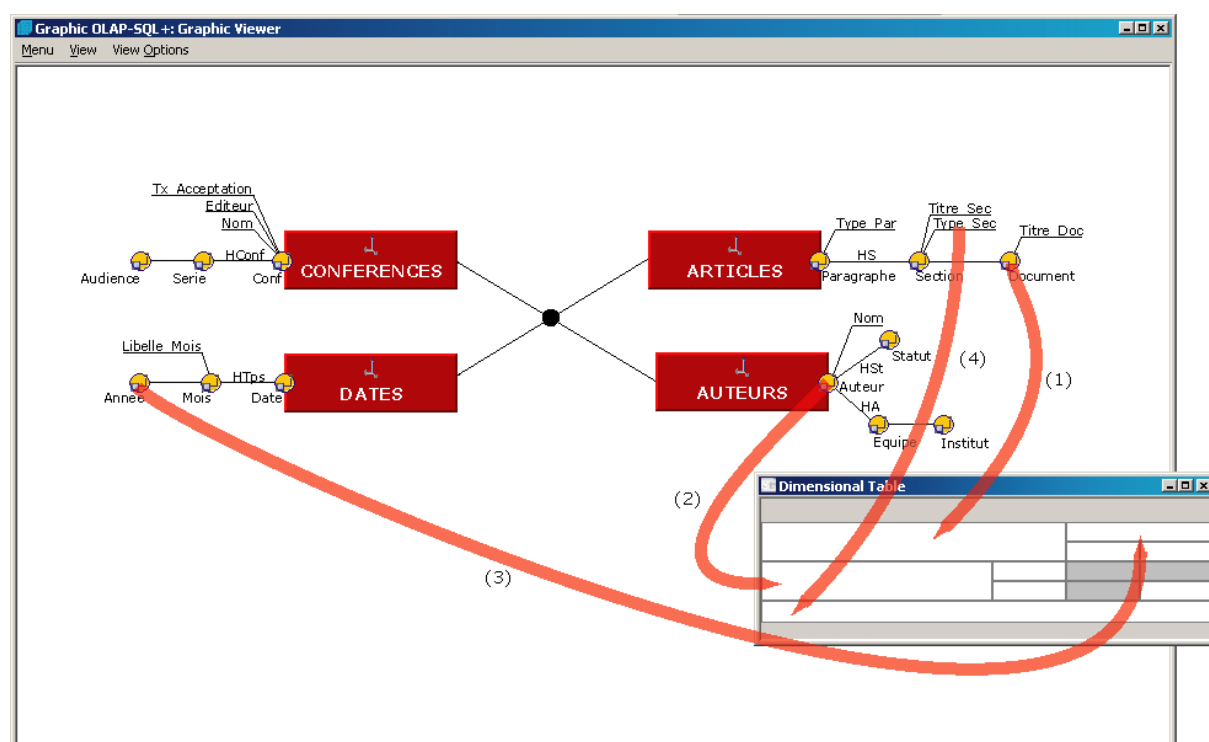 Graphic OLAP-SQL+: Graphic Viewer
Menu View View Options
Tx_Acceptation
Editeur
Nom
HConf
Audience Serie Conf
CONFERENCES
ARTICLES
Type_Par
Titre_Sec
Type_Sec
Titre_Doc
HS
Paragraphe Section Document
Libelle_Mois
HTps
Annee Mois Date
DATES
AUTEURS
Nom
Statut
HSt
Auteur
HA
Equipe Institut
(4)
(1)
(2)
(3)
Dimensional Table